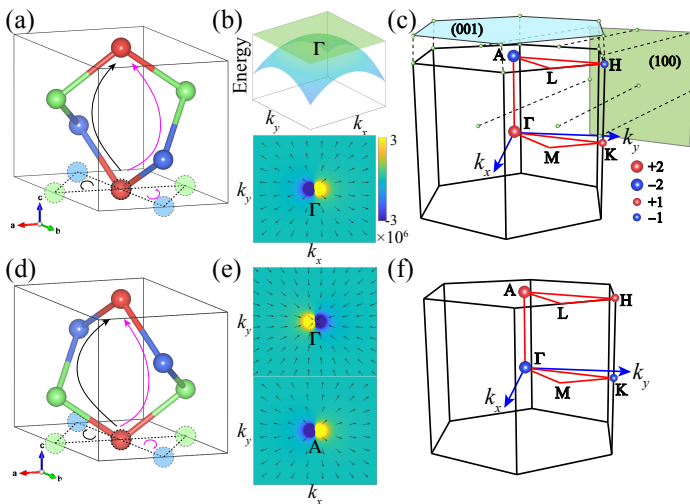 (a)
c
a
b
(b)
Energy
Γ
k_y
k_x
3
k_y
Γ
-3
×10^6
k_x
(c)
(001)
(100)
A
L
H
Γ
k_y
M
K
k_x
+2
−2
+1
−1
(d)
c
a
b
(e)
k_y
Γ
k_y
A
k_x
(f)
A
L
H
Γ
k_y
M
K
k_x